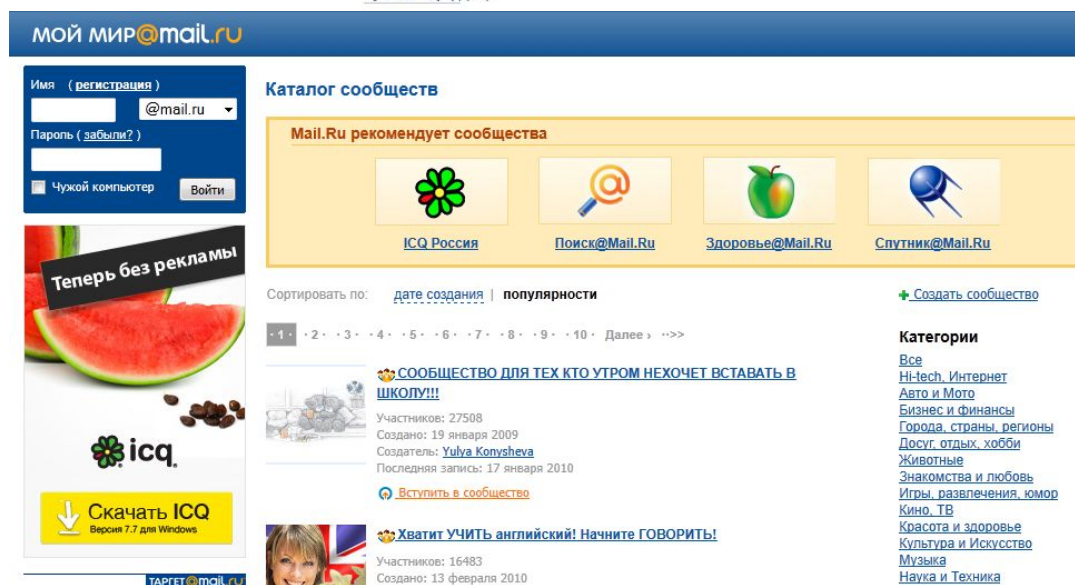 мой мир@mail.ru
Имя ( регистрация )
@mail.ru
Пароль ( забыли? )
Чужой компьютер
Войти
Теперь без рекламы
icq
Скачать ICQ
Версия 7.7 для Windows
ТАРГЕТ@mail.ru
Каталог сообществ
Mail.Ru рекомендует сообщества
ICQ Россия
Поиск@Mail.Ru
Здоровье@Mail.Ru
Спутник@Mail.Ru
Сортировать по: дате создания | популярности
·1· ·2· ·3· ·4· ·5· ·6· ·7· ·8· ·9· ·10· Далее › ··>>
СООБЩЕСТВО ДЛЯ ТЕХ КТО УТРОМ НЕХОЧЕТ ВСТАВАТЬ В
ШКОЛУ!!!
Участников: 27508
Создано: 19 января 2009
Создатель: Yulya Konysheva
Последняя запись: 17 января 2010
Вступить в сообщество
Хватит УЧИТЬ английский! Начните ГОВОРИТЬ!
Участников: 16483
Создано: 13 февраля 2010
Создать сообщество
Категории
Все
Hi-tech, Интернет
Авто и Мото
Бизнес и финансы
Города, страны, регионы
Досуг, отдых, хобби
Животные
Знакомства и любовь
Игры, развлечения, юмор
Кино, ТВ
Красота и здоровье
Культура и Искусство
Музыка
Наука и Техника